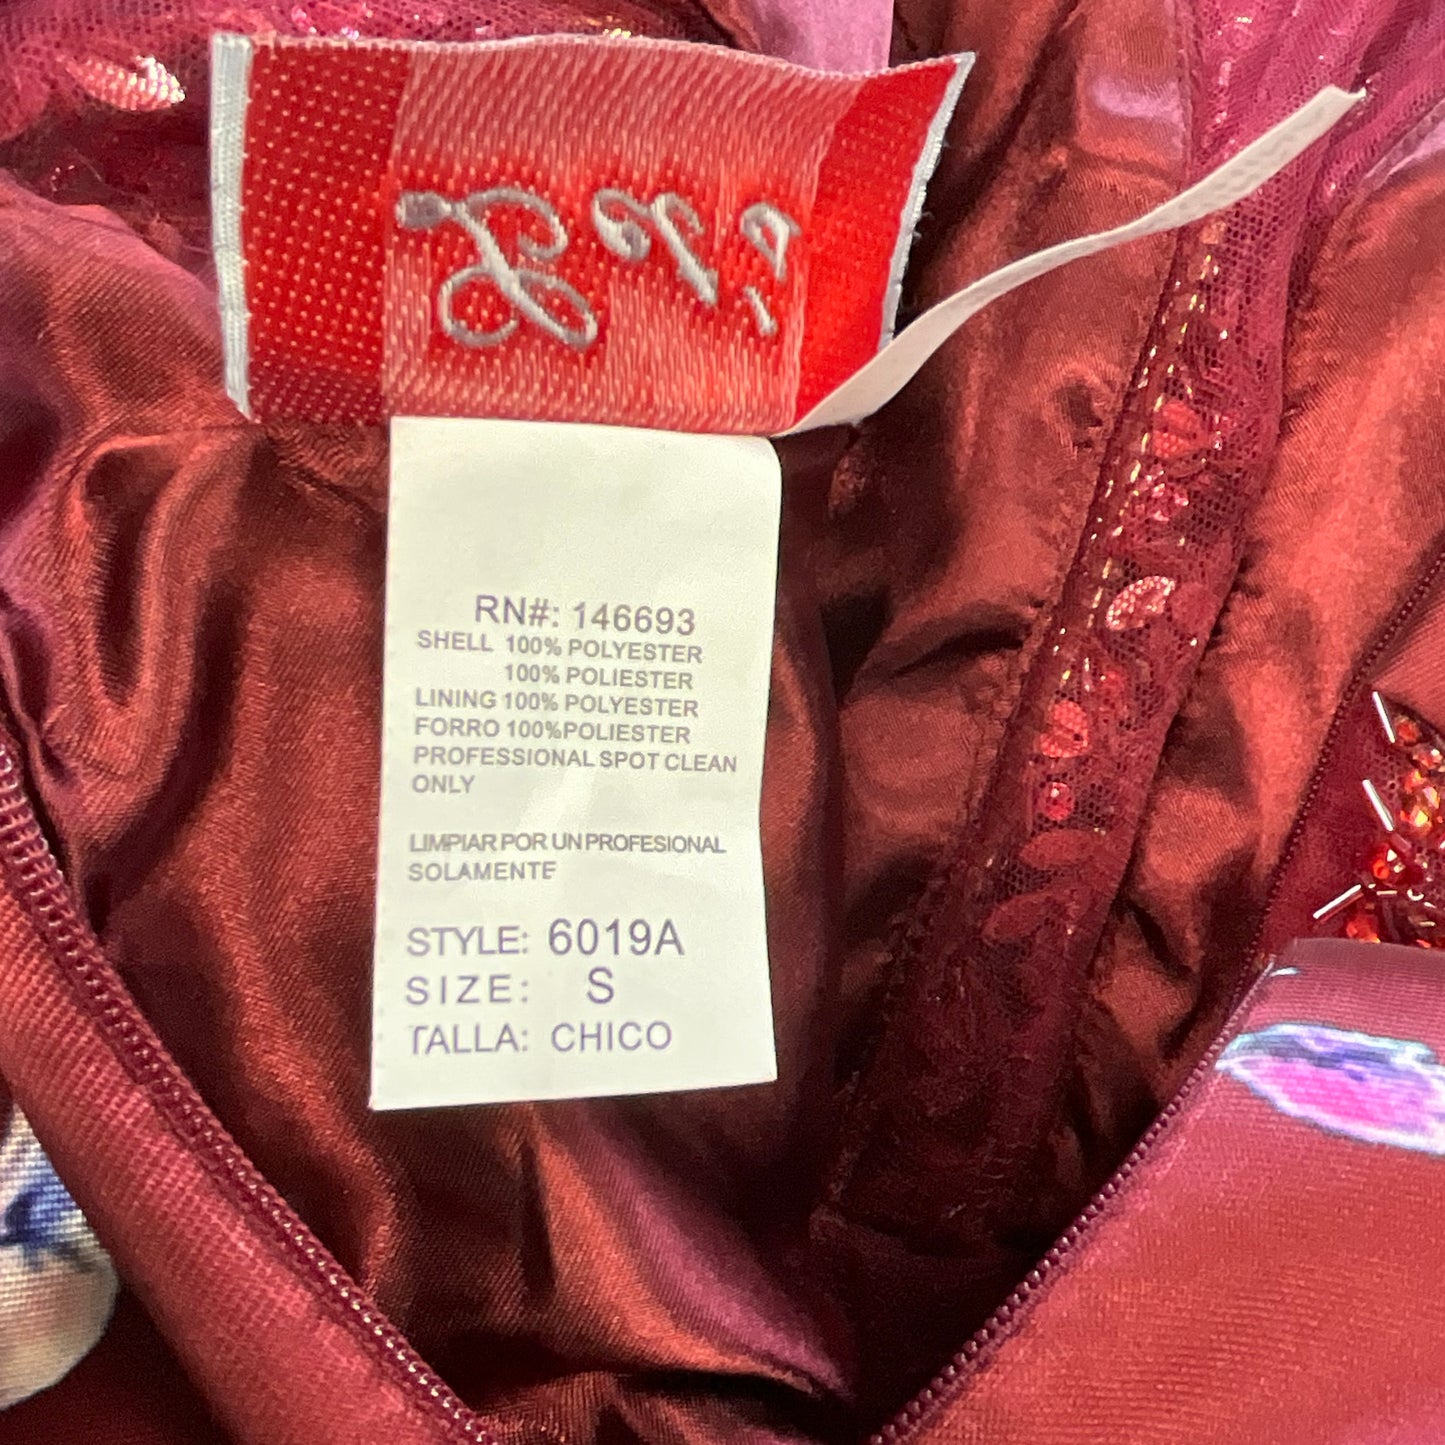 RN#: 146693
SHELL 100% POLYESTER
100% POLIESTER
LINING 100% POLYESTER
FORRO 100%POLIESTER
PROFESSIONAL SPOT CLEAN
ONLY
LIMPIAR POR UN PROFESIONAL
SOLAMENTE
STYLE: 6019A
SIZE: S
TALLA: CHICO